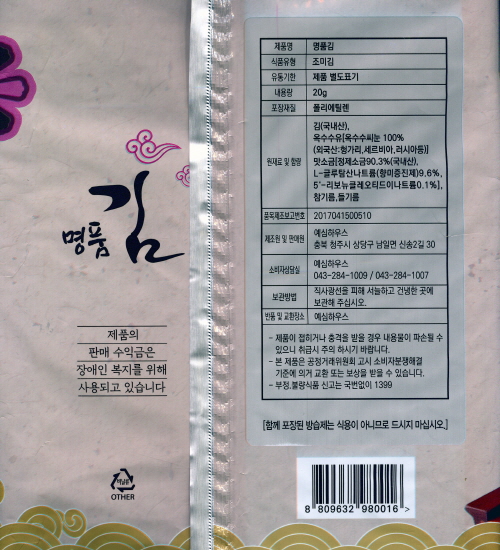 명품 김
제품의
판매 수익금은
장애인 복지를 위해
사용되고 있습니다
비닐류
OTHER
제품명 명품김
식품유형 조미김
유통기한 제품 별도표기
내용량 20g
포장재질 폴리에틸렌
원재료 및 함량
김(국내산),
옥수수유[옥수수씨눈 100%
(외국산:헝가리,세르비아,러시아등)]
맛소금[정제소금90.3%(국내산),
L-글루탐산나트륨(향미증진제)9.6%,
5'-리보뉴클레오티드이나트륨0.1%],
참기름,들기름
품목제조보고번호 2017041500510
제조원 및 판매원
예심하우스
충북 청주시 상당구 남일면 신송2길 30
소비자상담실
예심하우스
043-284-1009 / 043-284-1007
보관방법
직사광선을 피해 서늘하고 건냉한 곳에
보관해 주십시오.
반품 및 교환장소 예심하우스
- 제품이 접히거나 충격을 받을 경우 내용물이 파손될 수
있으니 취급시 주의 하시기 바랍니다.
- 본 제품은 공정거래위원회 고시 소비자분쟁해결
기준에 의거 교환 또는 보상을 받을 수 있습니다.
- 부정,불량식품 신고는 국번없이 1399
[함께 포장된 방습제는 식용이 아니므로 드시지 마십시오.]
8 809632 980016 >